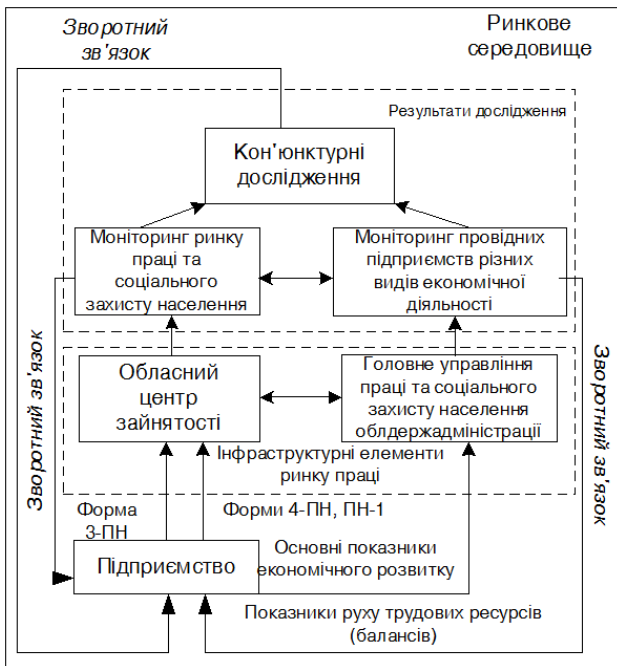 Зворотний
зв'язок
Ринкове
середовище
Результати дослідження
Кон'юнктурні
дослідження
Моніторинг ринку
праці та
соціального
захисту населення
Моніторинг провідних
підприємств різних
видів економічної
діяльності
Зворотний зв'язок
Зворотний зв'язок
Обласний
центр
зайнятості
Головне управління
праці та соціального
захисту населення
облдержадміністрації
Інфраструктурні елементи
ринку праці
Форма
3-ПН
Форми 4-ПН, ПН-1
Підприємство
Основні показники
економічного розвитку
Показники руху трудових ресурсів
(балансів)